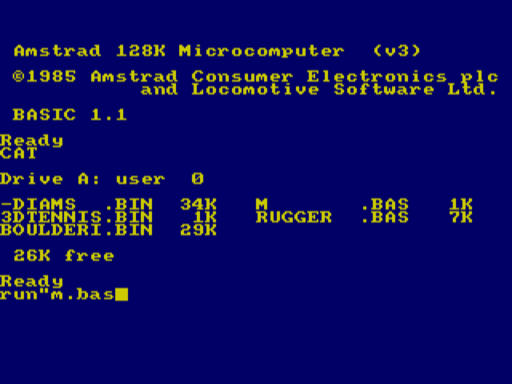 Amstrad 128K Microcomputer (v3)
©1985 Amstrad Consumer Electronics plc
and Locomotive Software Ltd.
BASIC 1.1
Ready
CAT
Drive A: user 0
-DIAMS .BIN 34K M .BAS 1K
3DTENNIS.BIN 1K RUGGER .BAS 7K
BOULDERI.BIN 29K
26K free
Ready
run"m.bas